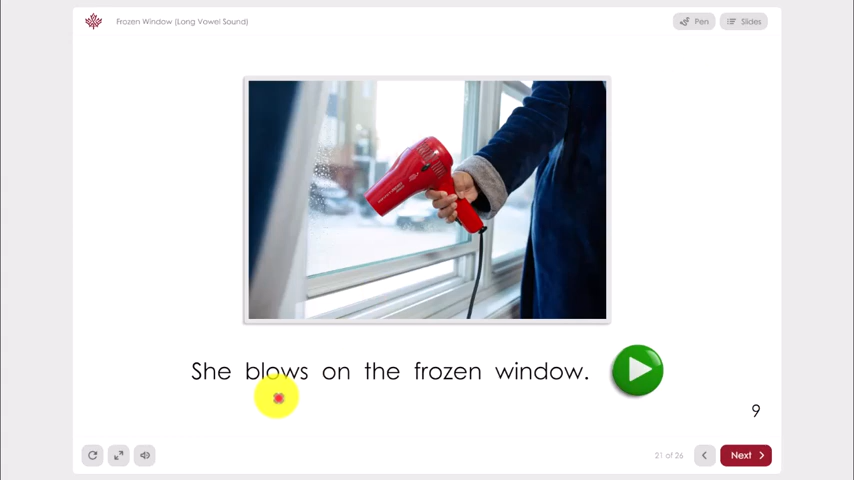 Frozen Window (Long Vowel Sound)
Pen
Slides
She blows on the frozen window.
9
21 of 26
Next